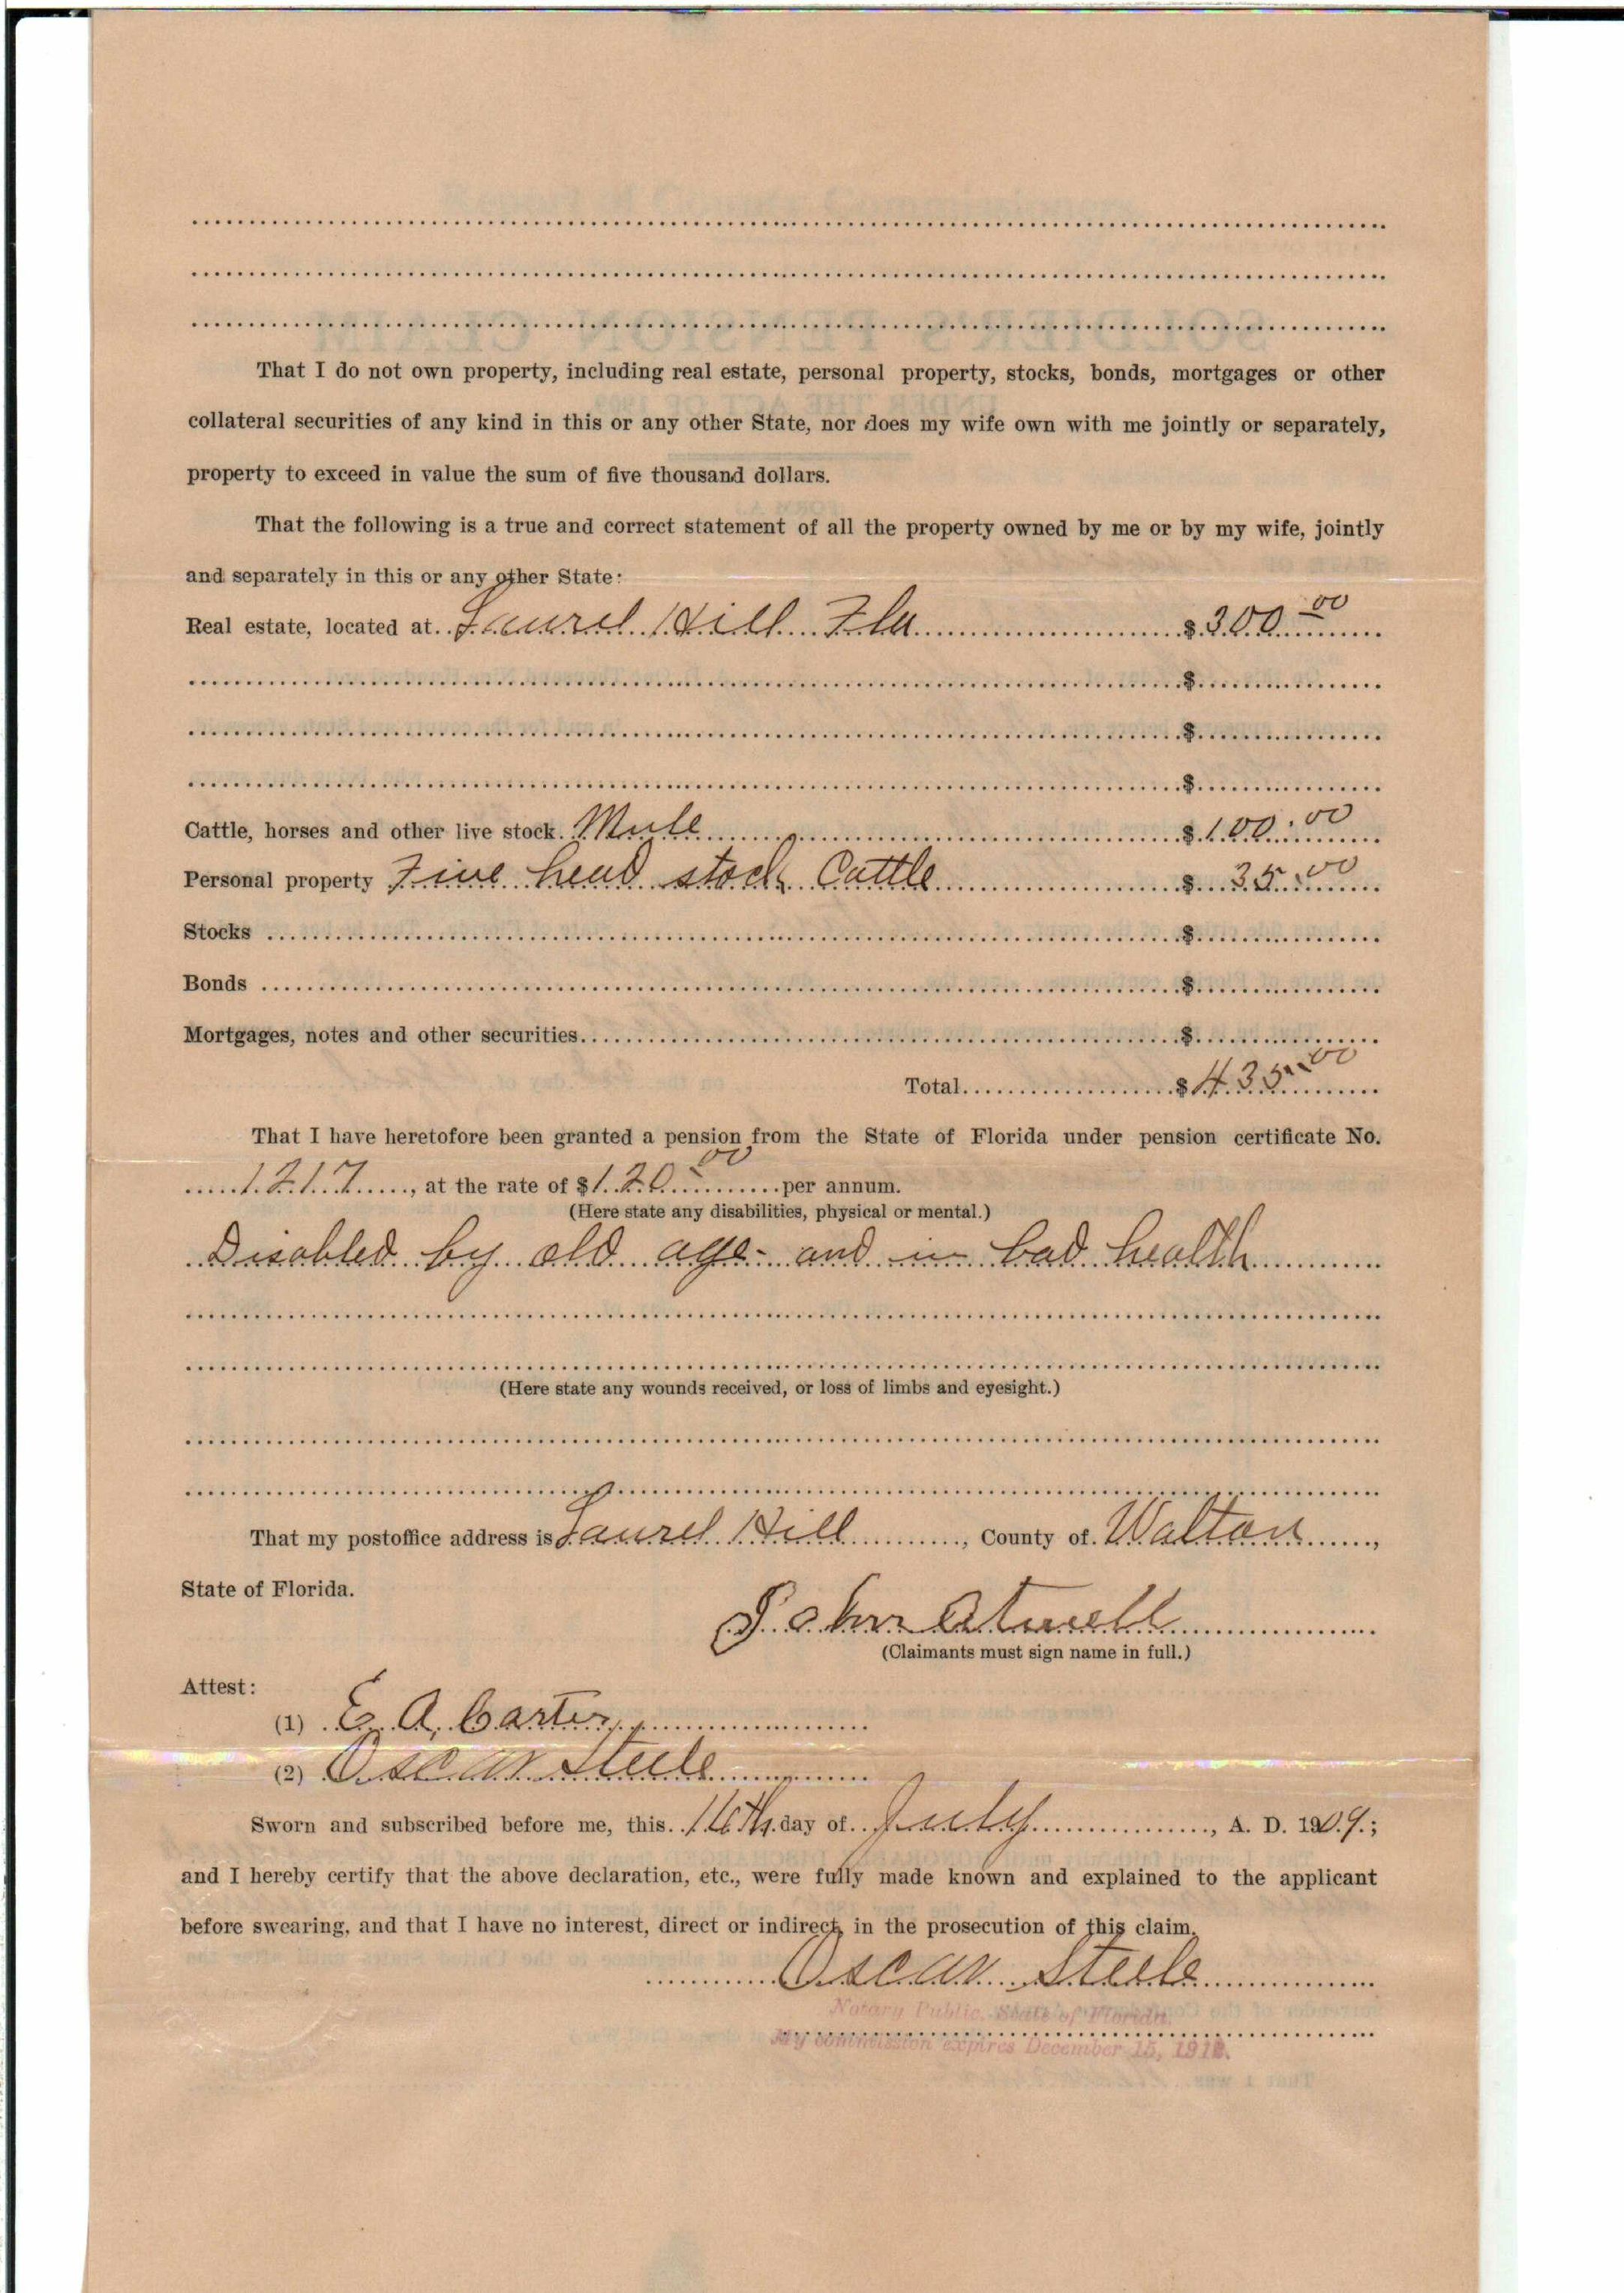 That I do not own property, including real estate, personal property, stocks, bonds, mortgages or other
collateral securities of any kind in this or any other State, nor does my wife own with me jointly or separately,
property to exceed in value the sum of five thousand dollars.
That the following is a true and correct statement of all the property owned by me or by my wife, jointly
and separately in this or any other State:
Real estate, located at Laurel Hill Fla $300.00
$
$
$
Cattle, horses and other live stock. Mule $100.00
Personal property Five head stock Cattle $35.00
Stocks $
Bonds $
Mortgages, notes and other securities $
Total $435.00
That I have heretofore been granted a pension from the State of Florida under pension certificate No.
1217, at the rate of $120.00 per annum.
(Here state any disabilities, physical or mental.)
Disabled by old age- and in bad health
(Here state any wounds received, or loss of limbs and eyesight.)
That my postoffice address is Laurel Hill, County of Walton,
State of Florida.
John Atwell
(Claimants must sign name in full.)
Attest:
(1) E. A. Carter
(2) Oscar Steele
Sworn and subscribed before me, this 16th day of July, A. D. 1909.;
and I hereby certify that the above declaration, etc., were fully made known and explained to the applicant
before swearing, and that I have no interest, direct or indirect, in the prosecution of this claim.
Oscar Steele
Notary Public, State of Florida.
My commission expires December 15,